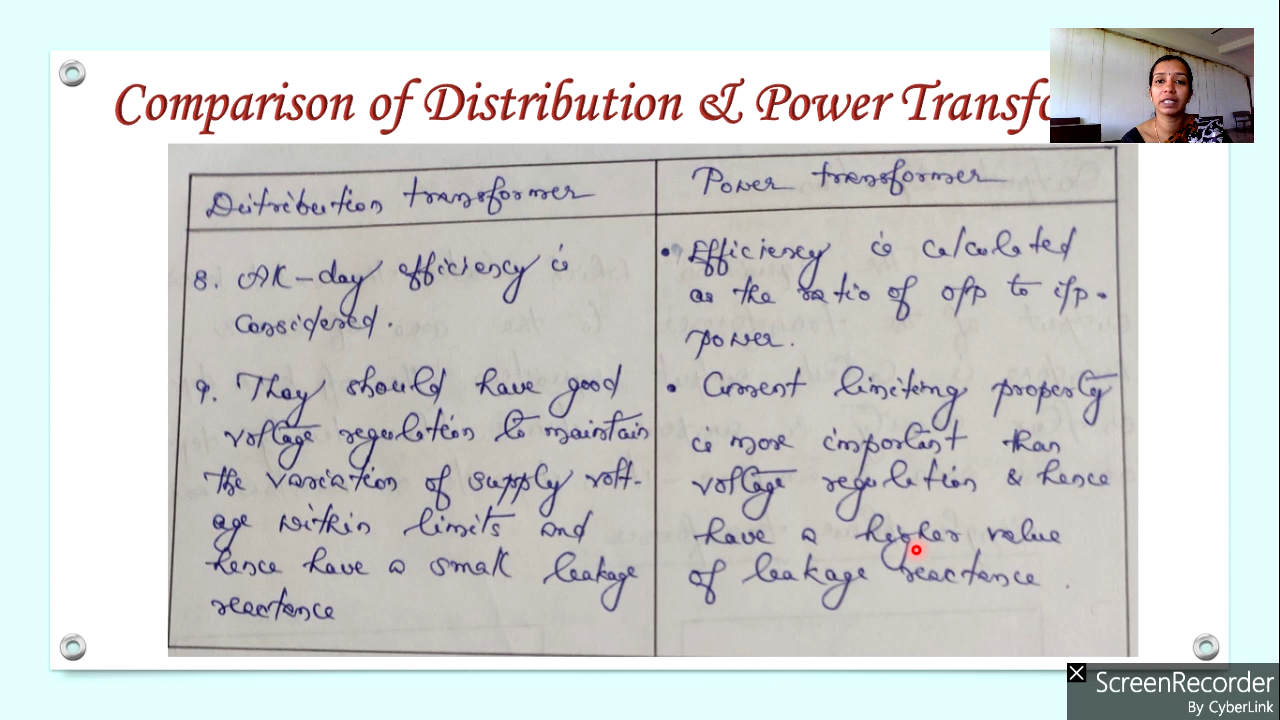 Comparison of Distribution & Power Transfo
Distribution transformer
Power transformer
8. All-day efficiency is
considered.
• Efficiency is calculated
as the ratio of o/p to i/p.
power.
9. They should have good
voltage regulation to maintain
the variation of supply volt-
age within limits and
hence have a small leakage
reactance
• Current limiting property
is more important than
voltage regulation & hence
have a higher value
of leakage reactance.
ScreenRecorder
By CyberLink